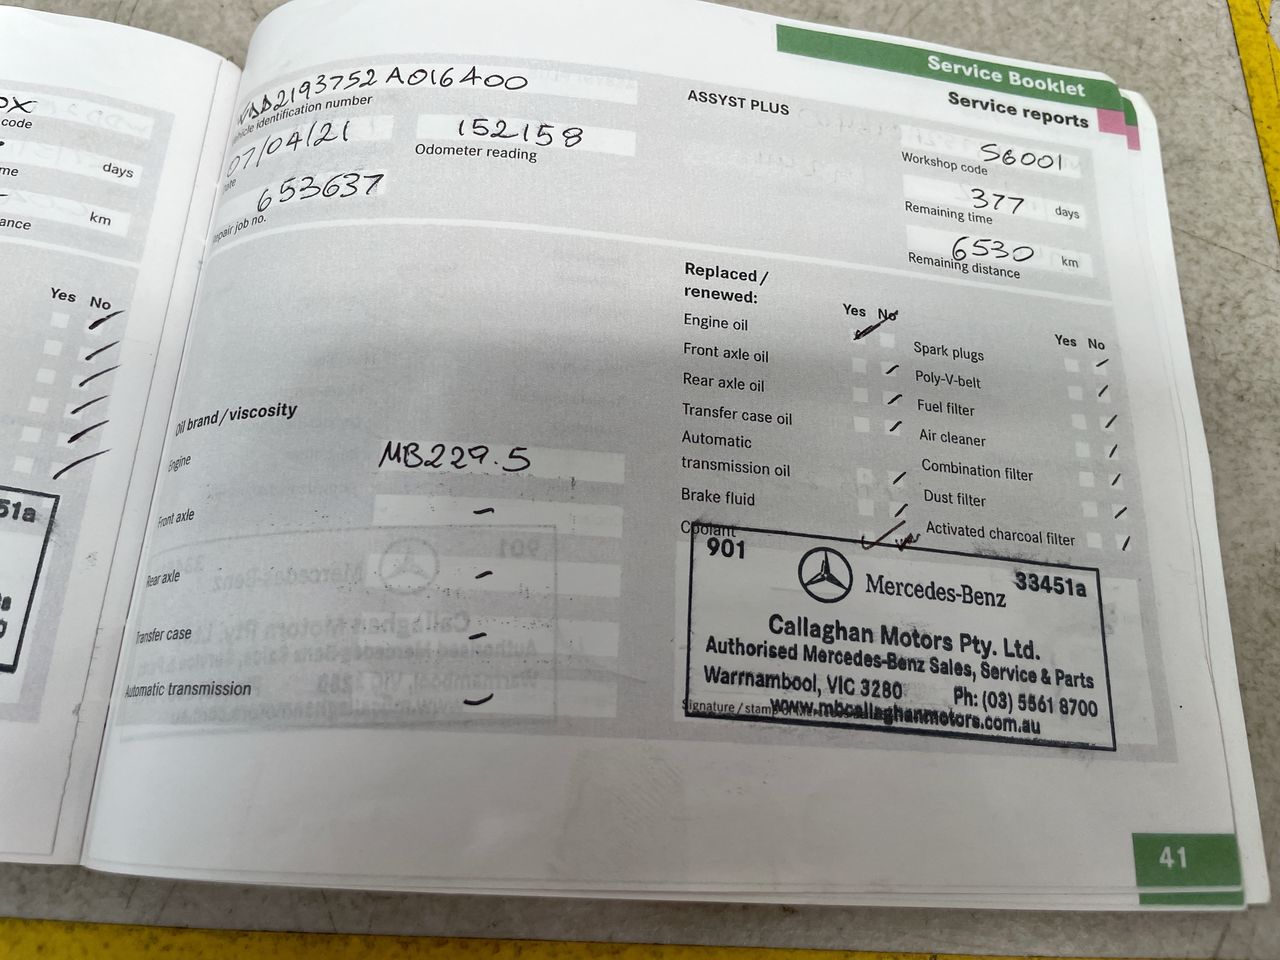 ox
code
days
me
km
ance
Yes No
51a
Service Booklet
Service reports
WDD2193752A016400
vehicle identification number
07/04/21
152158
Odometer reading
653637
job no.
ASSYST PLUS
S6001
Workshop code
377
Remaining time
days
6530
Remaining distance
km
Replaced/
renewed:
Yes No
Engine oil
Front axle oil
Rear axle oil
Transfer case oil
Automatic
transmission oil
Brake fluid
Coolant
Yes No
Spark plugs
Poly-V-belt
Fuel filter
Air cleaner
Combination filter
Dust filter
Activated charcoal filter
Oil brand/viscosity
Engine
MB229.5
Front axle
-
Rear axle
-
Transfer case
-
Automatic transmission
-
901
Mercedes-Benz
33451a
Callaghan Motors Pty. Ltd.
Authorised Mercedes-Benz Sales, Service & Parts
Warrnambool, VIC 3280 Ph: (03) 5561 8700
Signature/stamp
www.mbcallaghanmotors.com.au
41